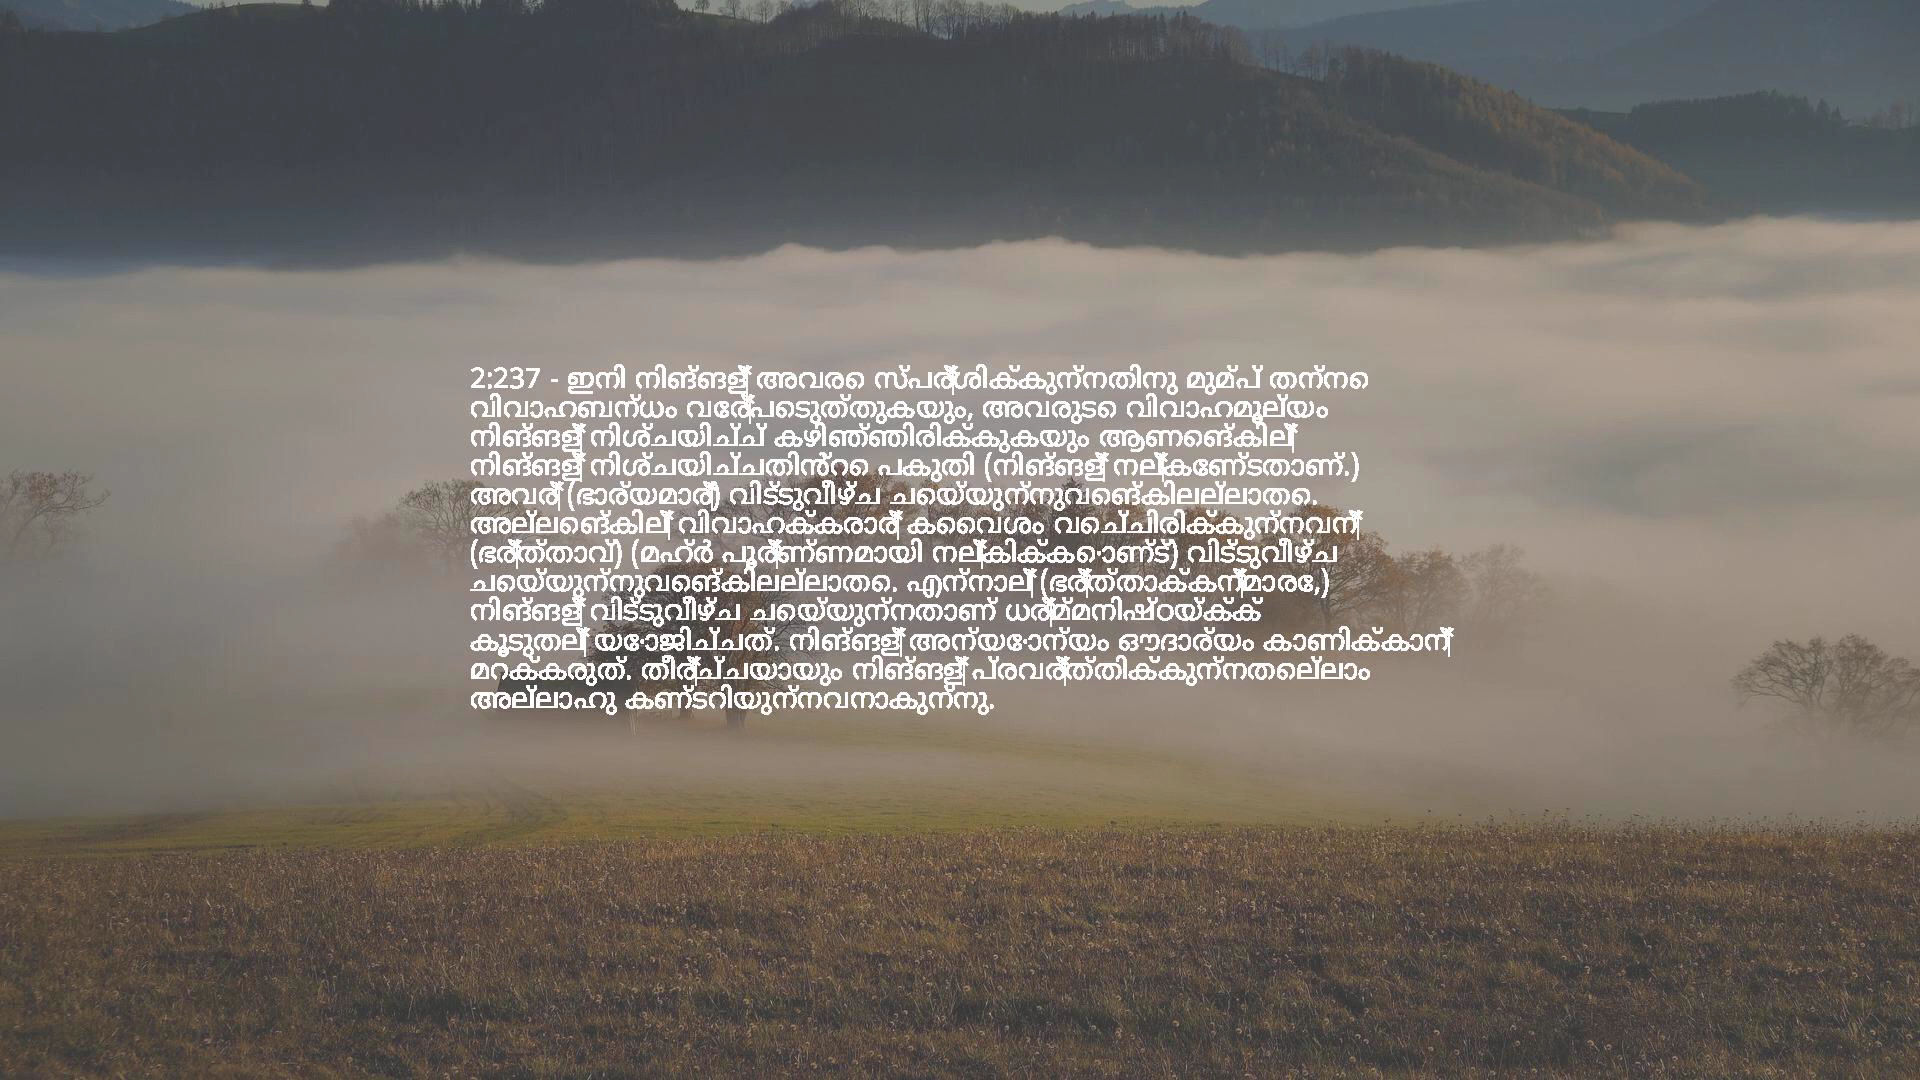 2:237 - ഇനി നിങ്ങള്‍ അവരെ സ്പര്‍ശിക്കുന്നതിനു മുമ്പ് തന്നെ
വിവാഹബന്ധം വേര്‍പെടുത്തുകയും, അവരുടെ വിവാഹമൂല്യം
നിങ്ങള്‍ നിശ്ചയിച്ച് കഴിഞ്ഞിരിക്കുകയും ആണെങ്കില്‍
നിങ്ങള്‍ നിശ്ചയിച്ചതിന്‍റെ പകുതി (നിങ്ങള്‍ നല്‍കേണ്ടതാണ്‌.)
അവര്‍ (ഭാര്യമാര്‍) വിട്ടുവീഴ്ച ചെയ്യുന്നുവെങ്കിലല്ലാതെ.
അല്ലെങ്കില്‍ വിവാഹക്കരാര്‍ കൈവശം വെച്ചിരിക്കുന്നവന്‍
(ഭര്‍ത്താവ്‌) (മഹ്ര് പൂര്‍ണ്ണമായി നല്‍കിക്കൊണ്ട്‌) വിട്ടുവീഴ്ച
ചെയ്യുന്നുവെങ്കിലല്ലാതെ. എന്നാല്‍ (ഭര്‍ത്താക്കന്‍മാരേ,)
നിങ്ങള്‍ വിട്ടുവീഴ്ച ചെയ്യുന്നതാണ് ധര്‍മ്മനിഷ്ഠയ്ക്ക്
കൂടുതല്‍ യോജിച്ചത്‌. നിങ്ങള്‍ അന്യോന്യം ഔദാര്യം കാണിക്കാന്‍
മറക്കരുത്‌. തീര്‍ച്ചയായും നിങ്ങള്‍ പ്രവര്‍ത്തിക്കുന്നതെല്ലാം
അല്ലാഹു കണ്ടറിയുന്നവനാകുന്നു.